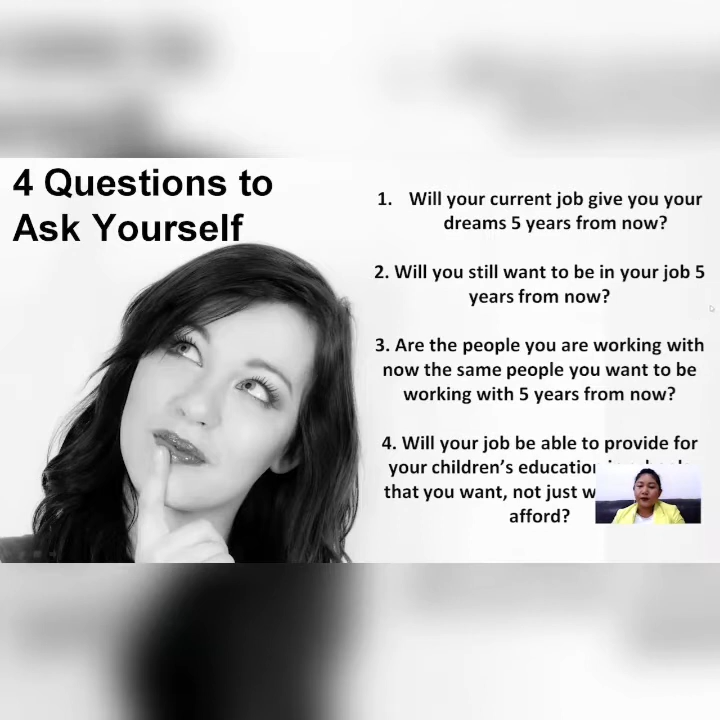 4 Questions to
Ask Yourself
1. Will your current job give you your
dreams 5 years from now?
2. Will you still want to be in your job 5
years from now?
3. Are the people you are working with
now the same people you want to be
working with 5 years from now?
4. Will your job be able to provide for
your children’s education
that you want, not just
afford?